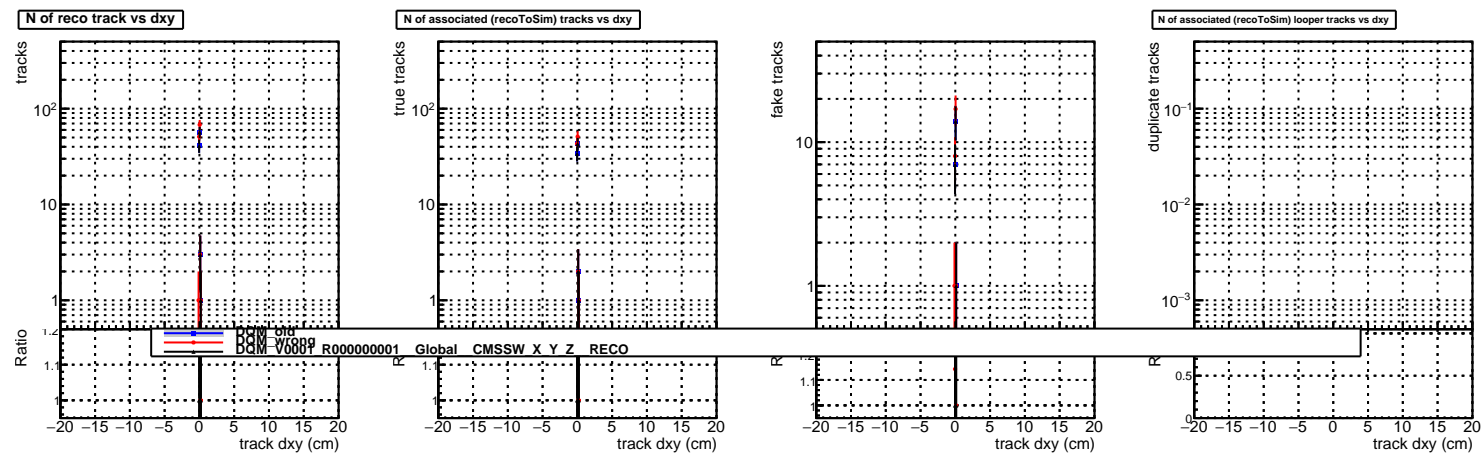 N of reco track vs dxy
tracks
10²
10
1
Ratio
1.2
1.1
1
−20 −15 −10 −5 0 5 10 15 20
track dxy (cm)
N of associated (recoToSim) tracks vs dxy
true tracks
10²
10
1
R
−20 −15 −10 −5 0 5 10 15 20
track dxy (cm)
fake tracks
10
1
R
1.1
1
−20 −15 −10 −5 0 5 10 15 20
track dxy (cm)
N of associated (recoToSim) looper tracks vs dxy
duplicate tracks
10⁻¹
10⁻²
10⁻³
R
0.5
0
−20 −15 −10 −5 0 5 10 15 20
track dxy (cm)
DQM_old
DQM_wrong
DQM_V0001_R000000001__Global__CMSSW_X_Y_Z__RECO